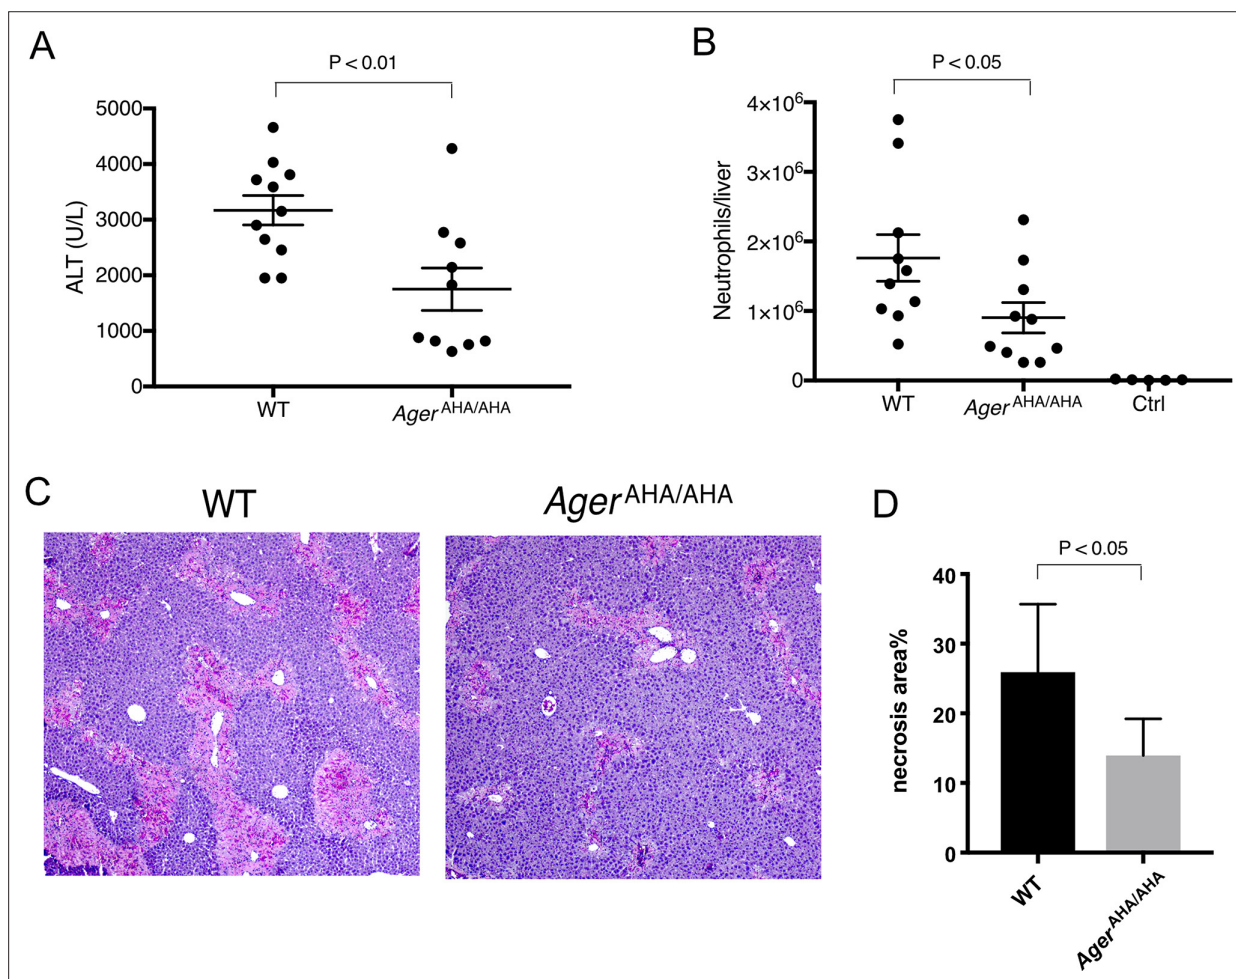 A
P < 0.01
5000
4000
3000
2000
1000
0
ALT (U/L)
WT
Ager AHA/AHA
B
P < 0.05
4×10⁶
3×10⁶
2×10⁶
1×10⁶
0
Neutrophils/liver
WT
Ager AHA/AHA
Ctrl
C
WT
Ager AHA/AHA
D
P < 0.05
40
30
20
10
0
necrosis area%
WT
Ager AHA/AHA